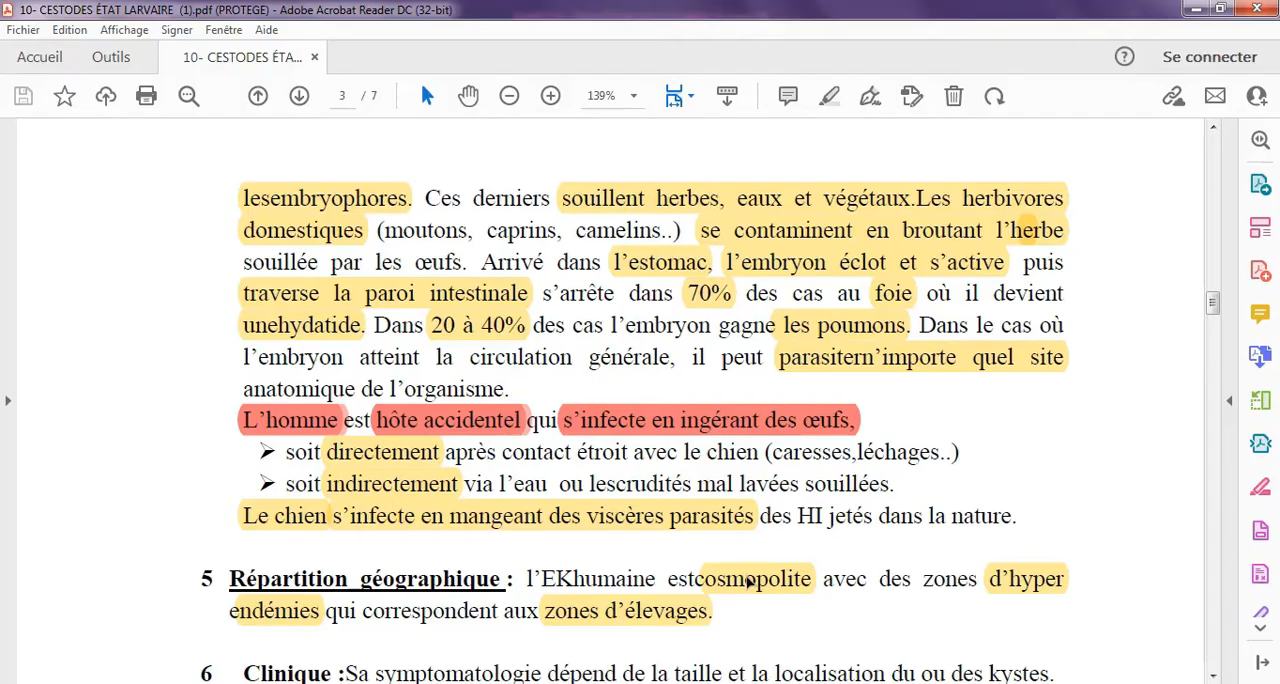 10- CESTODES ÉTAT LARVAIRE (1).pdf (PROTEGE) - Adobe Acrobat Reader DC (32-bit)
Fichier Edition Affichage Signer Fenêtre Aide
Accueil Outils 10- CESTODES ÉTA... × Se connecter
3 / 7 139%
lesembryophores. Ces derniers souillent herbes, eaux et végétaux.Les herbivores
domestiques (moutons, caprins, camelins..) se contaminent en broutant l’herbe
souillée par les œufs. Arrivé dans l’estomac, l’embryon éclot et s’active puis
traverse la paroi intestinale s’arrête dans 70% des cas au foie où il devient
unehydatide. Dans 20 à 40% des cas l’embryon gagne les poumons. Dans le cas où
l’embryon atteint la circulation générale, il peut parasitern’importe quel site
anatomique de l’organisme.
L’homme est hôte accidentel qui s’infecte en ingérant des œufs,
➢ soit directement après contact étroit avec le chien (caresses,léchages..)
➢ soit indirectement via l’eau ou lescrudités mal lavées souillées.
Le chien s’infecte en mangeant des viscères parasités des HI jetés dans la nature.
5 Répartition géographique : l’EKhumaine estcosmopolite avec des zones d’hyper
endémies qui correspondent aux zones d’élevages.
6 Clinique :Sa symptomatologie dépend de la taille et la localisation du ou des kystes.